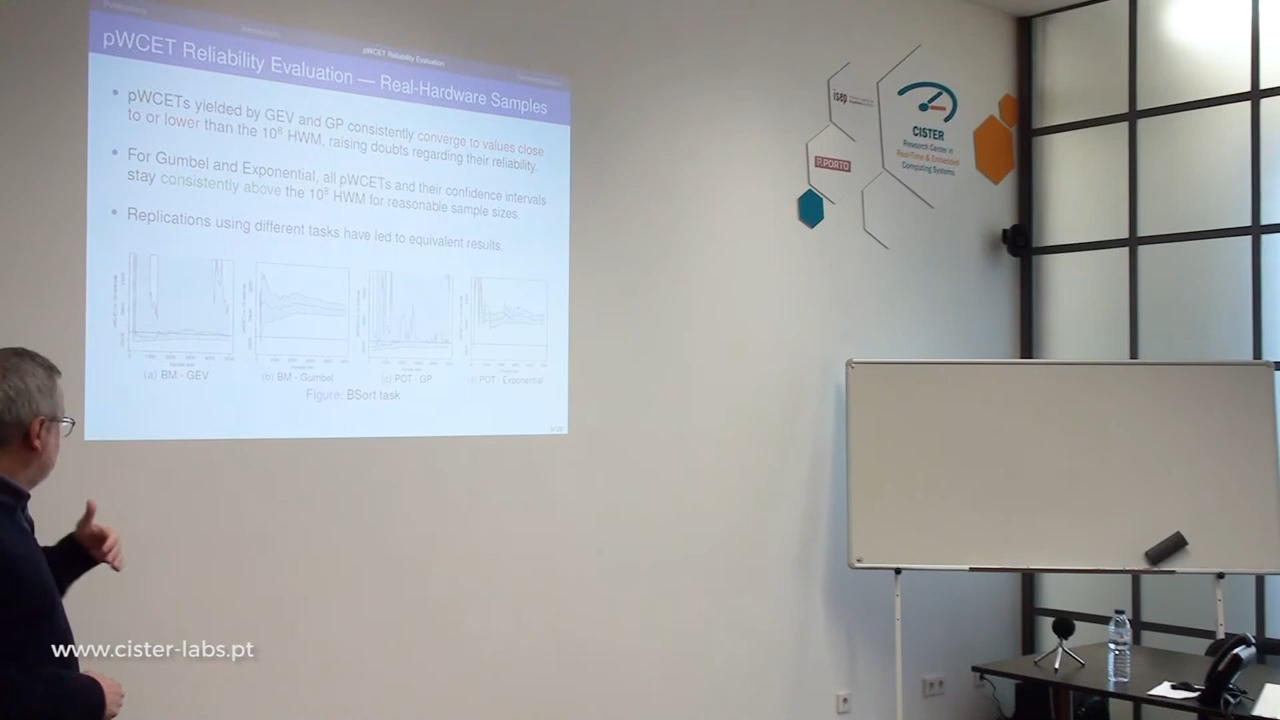 pWCET Reliability Evaluation
pWCET Reliability Evaluation — Real-Hardware Samples
• pWCETs yielded by GEV and GP consistently converge to values close
to or lower than the 10⁸ HWM, raising doubts regarding their reliability.
• For Gumbel and Exponential, all pWCETs and their confidence intervals
stay consistently above the 10⁸ HWM for reasonable sample sizes.
• Replications using different tasks have led to equivalent results.
(a) BM - GEV
(b) BM - Gumbel
(c) POT - GP
POT - Exponential
Figure: BSort task
isep
P.PORTO
CISTER
Research Center in
Real-Time & Embedded
Computing Systems
www.cister-labs.pt